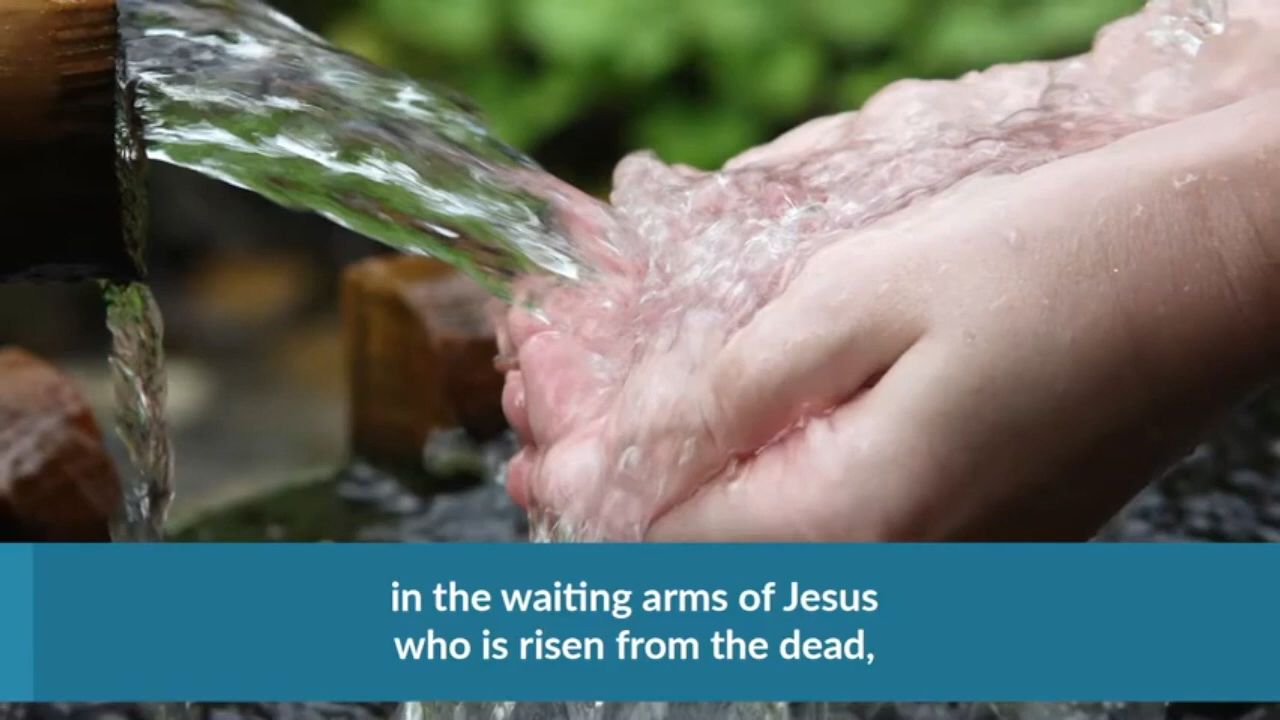 in the waiting arms of Jesus
who is risen from the dead,